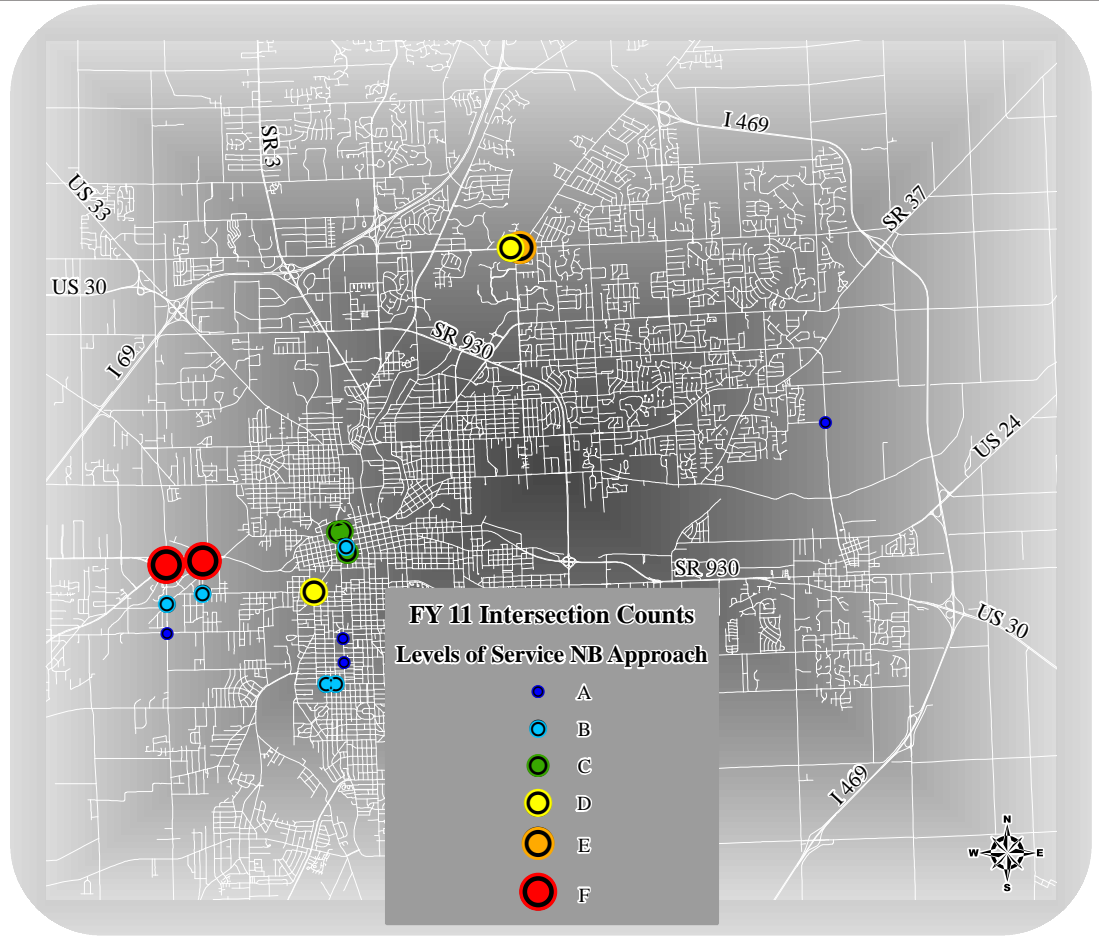 I 469
SR 3
US 33
SR 37
US 30
SR 930
I 69
US 24
SR 930
FY 11 Intersection Counts
US 30
Levels of Service NB Approach
A
B
C
D
I 469
E
F
N
W
E
S